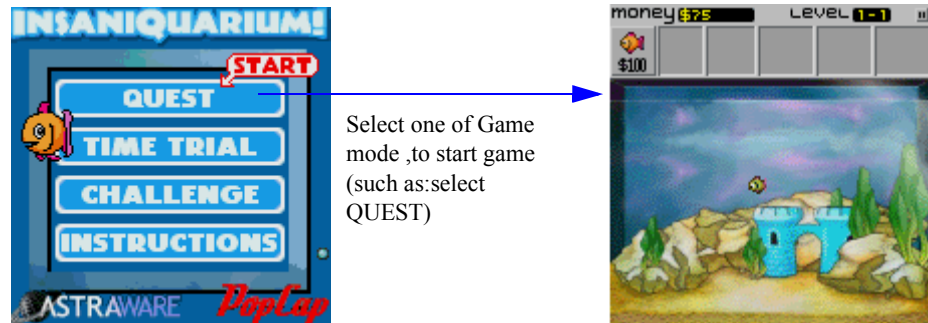 INSANIQUARIUM!
START
QUEST
TIME TRIAL
CHALLENGE
INSTRUCTIONS
ASTRAWARE PopCap
Select one of Game
mode ,to start game
(such as:select
QUEST)
money $75 LEVEL 1-1
$100